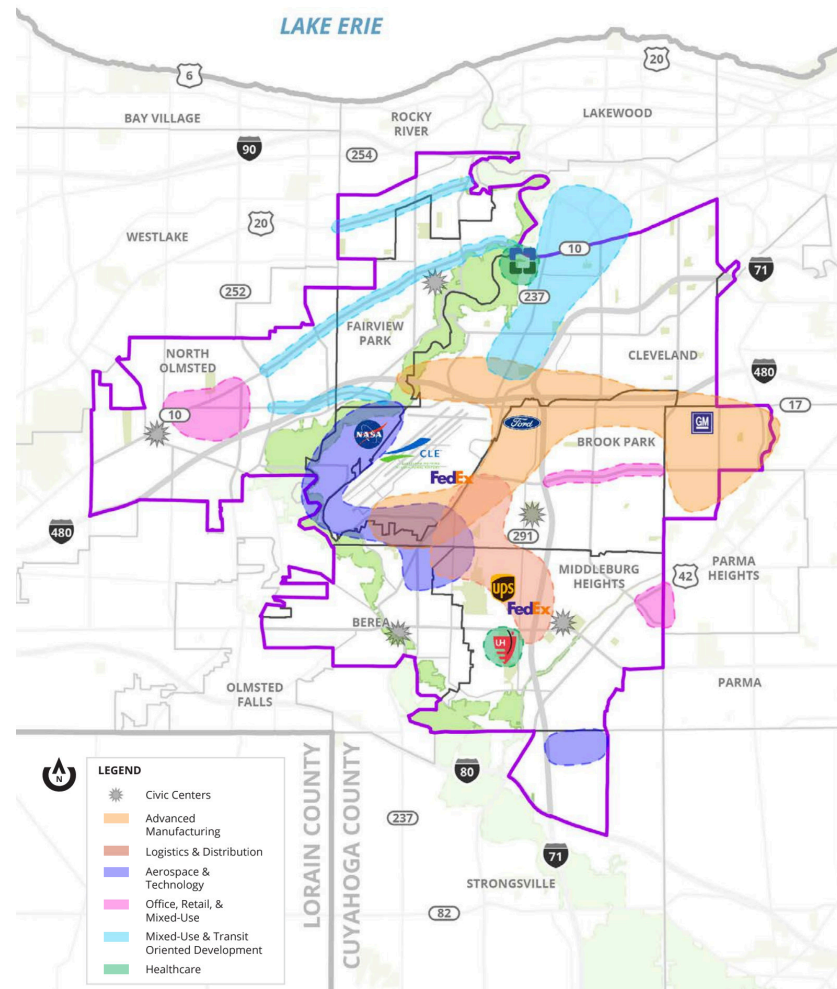 LAKE ERIE
6
20
BAY VILLAGE
ROCKY
RIVER
LAKEWOOD
90
254
20
WESTLAKE
10
71
252
237
FAIRVIEW
PARK
NORTH
OLMSTED
CLEVELAND
480
10
17
NASA
Ford
GM
CLE
BROOK PARK
FedEx
480
291
MIDDLEBURG
HEIGHTS
42
PARMA
HEIGHTS
ups
FedEx
BEREA
UH
OLMSTED
FALLS
PARMA
N
LEGEND
Civic Centers
Advanced
Manufacturing
Logistics & Distribution
Aerospace &
Technology
Office, Retail, &
Mixed-Use
Mixed-Use & Transit
Oriented Development
Healthcare
LORAIN COUNTY
CUYAHOGA COUNTY
80
237
71
STRONGSVILLE
82